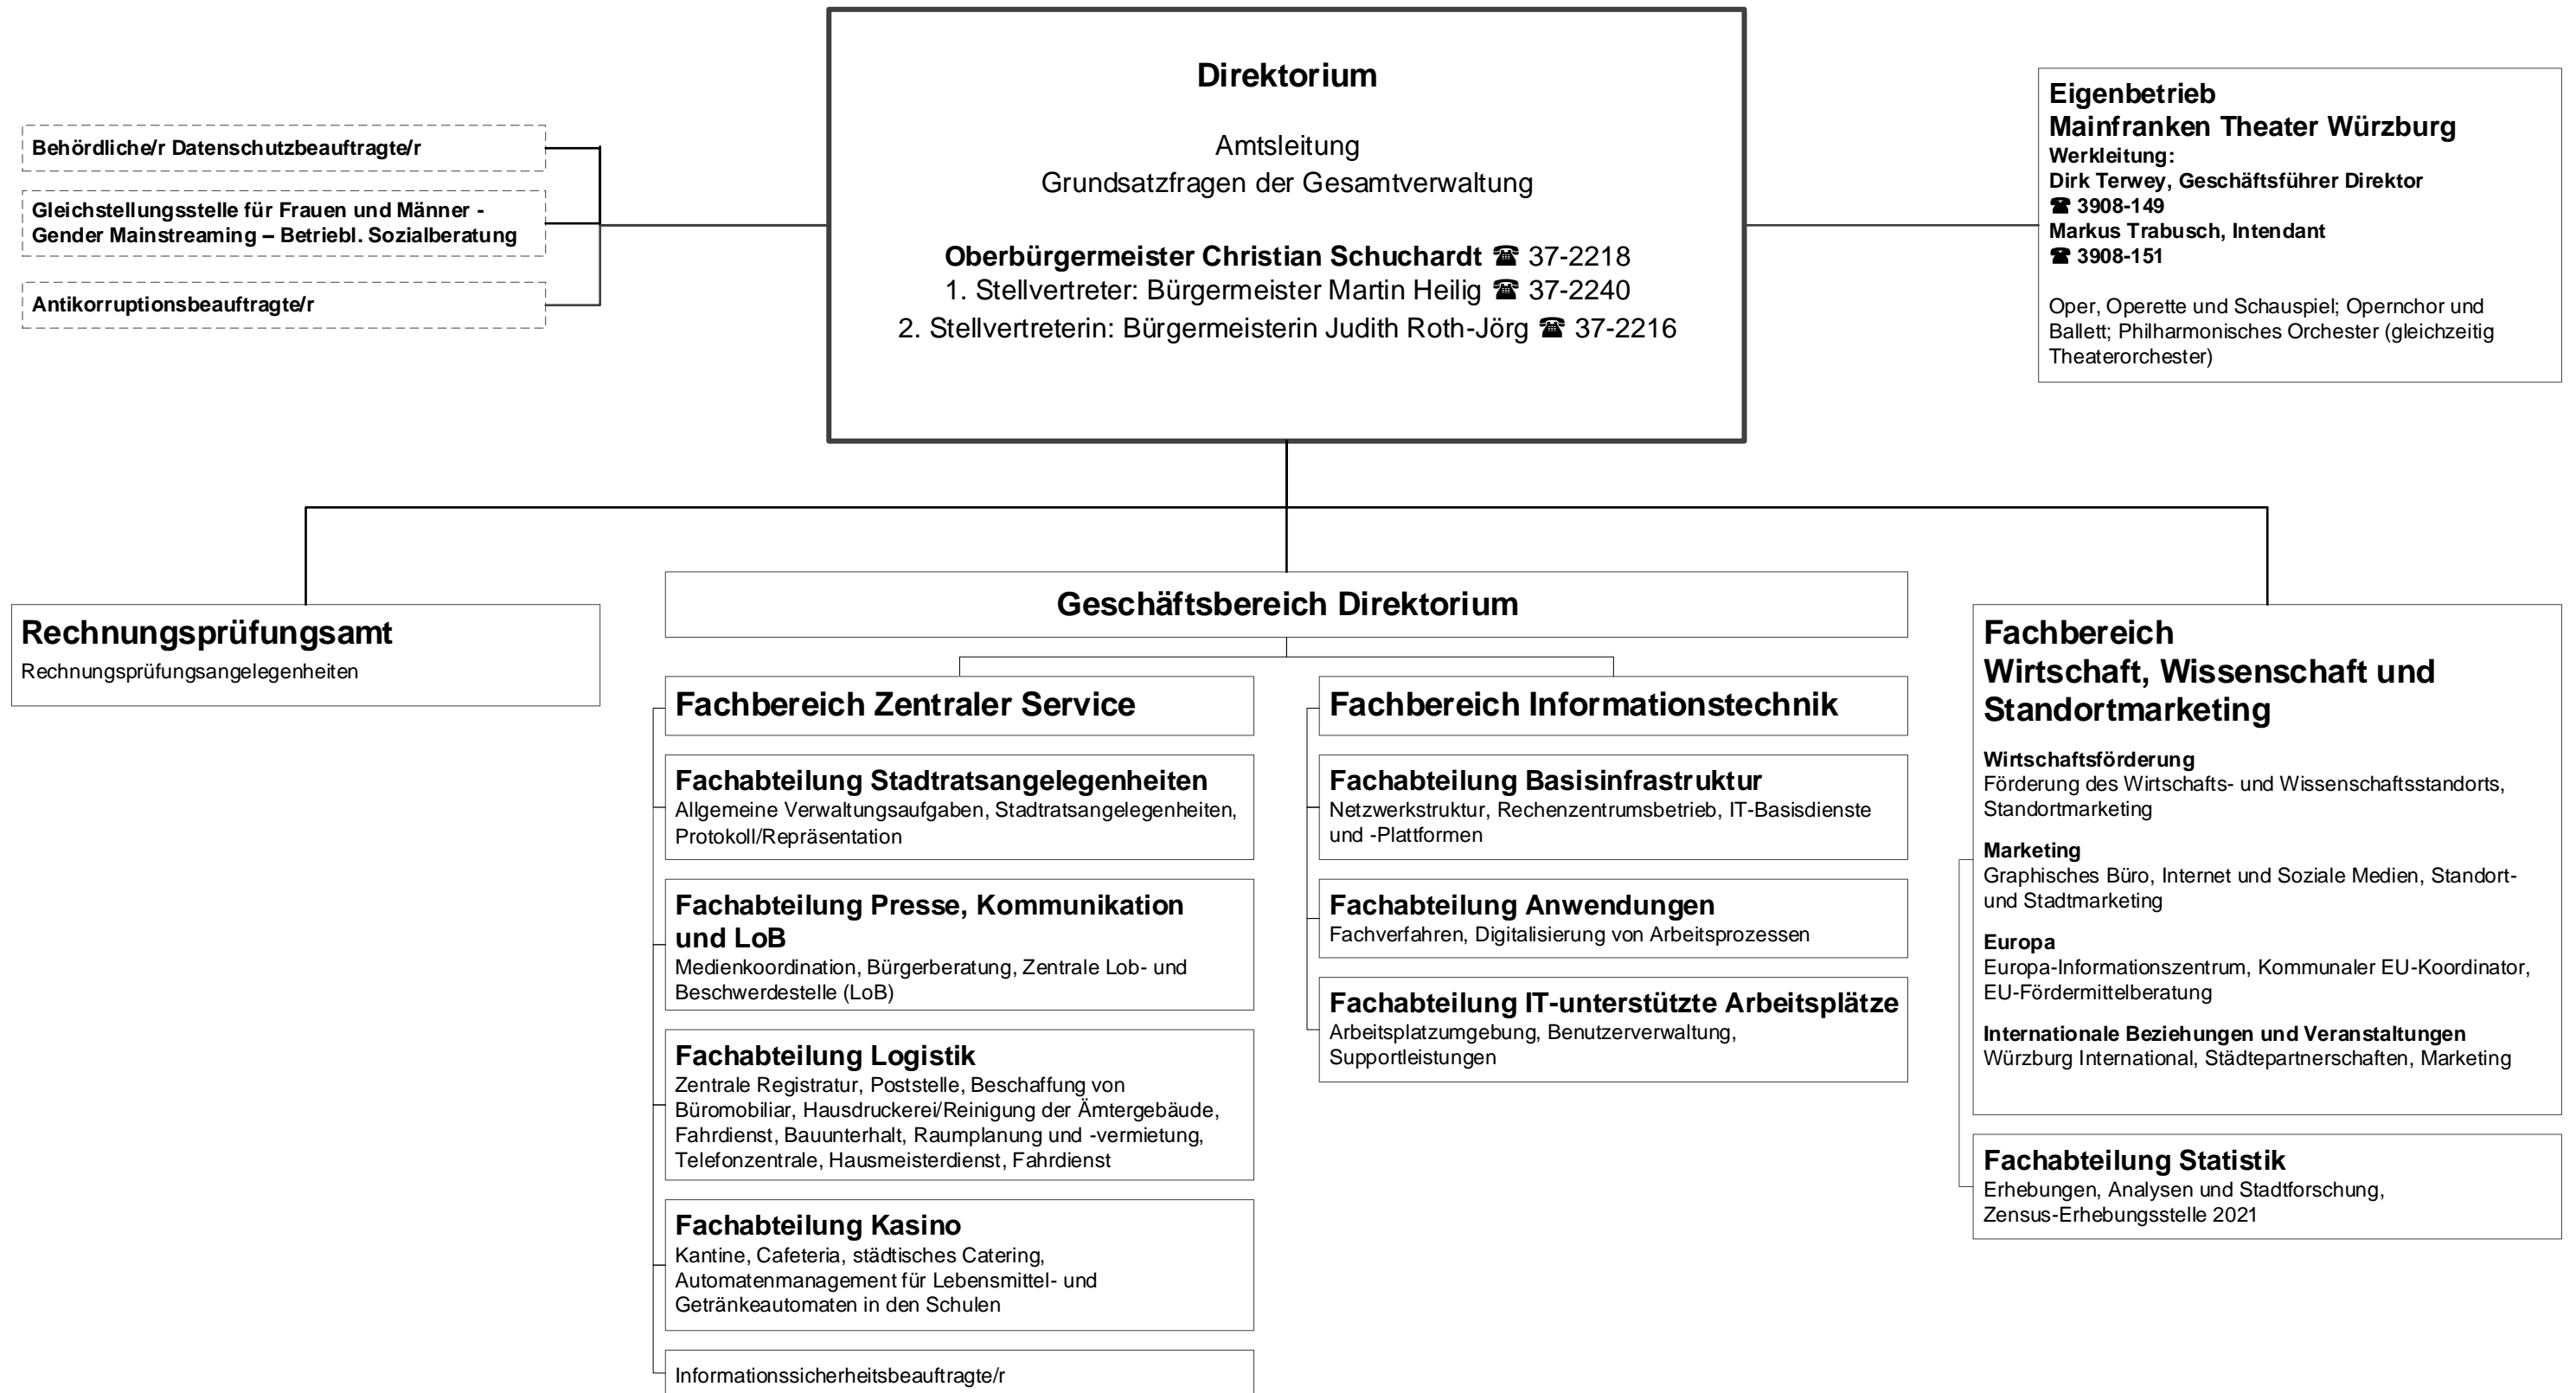 Direktorium
Amtsleitung
Grundsatzfragen der Gesamtverwaltung
Oberbürgermeister Christian Schuchardt ☎ 37-2218
1. Stellvertreter: Bürgermeister Martin Heilig ☎ 37-2240
2. Stellvertreterin: Bürgermeisterin Judith Roth-Jörg ☎ 37-2216
Behördliche/r Datenschutzbeauftragte/r
Gleichstellungsstelle für Frauen und Männer -
Gender Mainstreaming – Betriebl. Sozialberatung
Antikorruptionsbeauftragte/r
Eigenbetrieb
Mainfranken Theater Würzburg
Werkleitung:
Dirk Terwey, Geschäftsführer Direktor
☎ 3908-149
Markus Trabusch, Intendant
☎ 3908-151
Oper, Operette und Schauspiel; Opernchor und
Ballett; Philharmonisches Orchester (gleichzeitig
Theaterorchester)
Rechnungsprüfungsamt
Rechnungsprüfungsangelegenheiten
Geschäftsbereich Direktorium
Fachbereich Zentraler Service
Fachabteilung Stadtratsangelegenheiten
Allgemeine Verwaltungsaufgaben, Stadtratsangelegenheiten,
Protokoll/Repräsentation
Fachabteilung Presse, Kommunikation
und LoB
Medienkoordination, Bürgerberatung, Zentrale Lob- und
Beschwerdestelle (LoB)
Fachabteilung Logistik
Zentrale Registratur, Poststelle, Beschaffung von
Büromobiliar, Hausdruckerei/Reinigung der Ämtergebäude,
Fahrdienst, Bauunterhalt, Raumplanung und -vermietung,
Telefonzentrale, Hausmeisterdienst, Fahrdienst
Fachabteilung Kasino
Kantine, Cafeteria, städtisches Catering,
Automatenmanagement für Lebensmittel- und
Getränkeautomaten in den Schulen
Informationssicherheitsbeauftragte/r
Fachbereich Informationstechnik
Fachabteilung Basisinfrastruktur
Netzwerkstruktur, Rechenzentrumsbetrieb, IT-Basisdienste
und -Plattformen
Fachabteilung Anwendungen
Fachverfahren, Digitalisierung von Arbeitsprozessen
Fachabteilung IT-unterstützte Arbeitsplätze
Arbeitsplatzumgebung, Benutzerverwaltung,
Supportleistungen
Fachbereich
Wirtschaft, Wissenschaft und
Standortmarketing
Wirtschaftsförderung
Förderung des Wirtschafts- und Wissenschaftsstandorts,
Standortmarketing
Marketing
Graphisches Büro, Internet und Soziale Medien, Standort-
und Stadtmarketing
Europa
Europa-Informationszentrum, Kommunaler EU-Koordinator,
EU-Fördermittelberatung
Internationale Beziehungen und Veranstaltungen
Würzburg International, Städtepartnerschaften, Marketing
Fachabteilung Statistik
Erhebungen, Analysen und Stadtforschung,
Zensus-Erhebungsstelle 2021